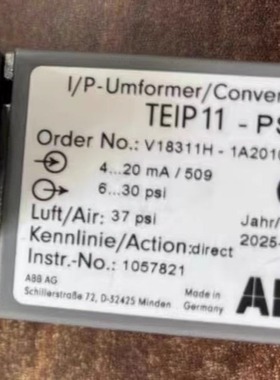 I/P-Umformer/Conver
TEIP11 - PS
Order No.: V18311H - 1A2010
4...20 mA / 509
6...30 psi
Luft/Air: 37 psi
Jahr/
Kennlinie/Action:direct
2025-
Instr.-No.: 1057821
ABB AG
Schillerstraße 72, D-32425 Minden
Made in
Germany